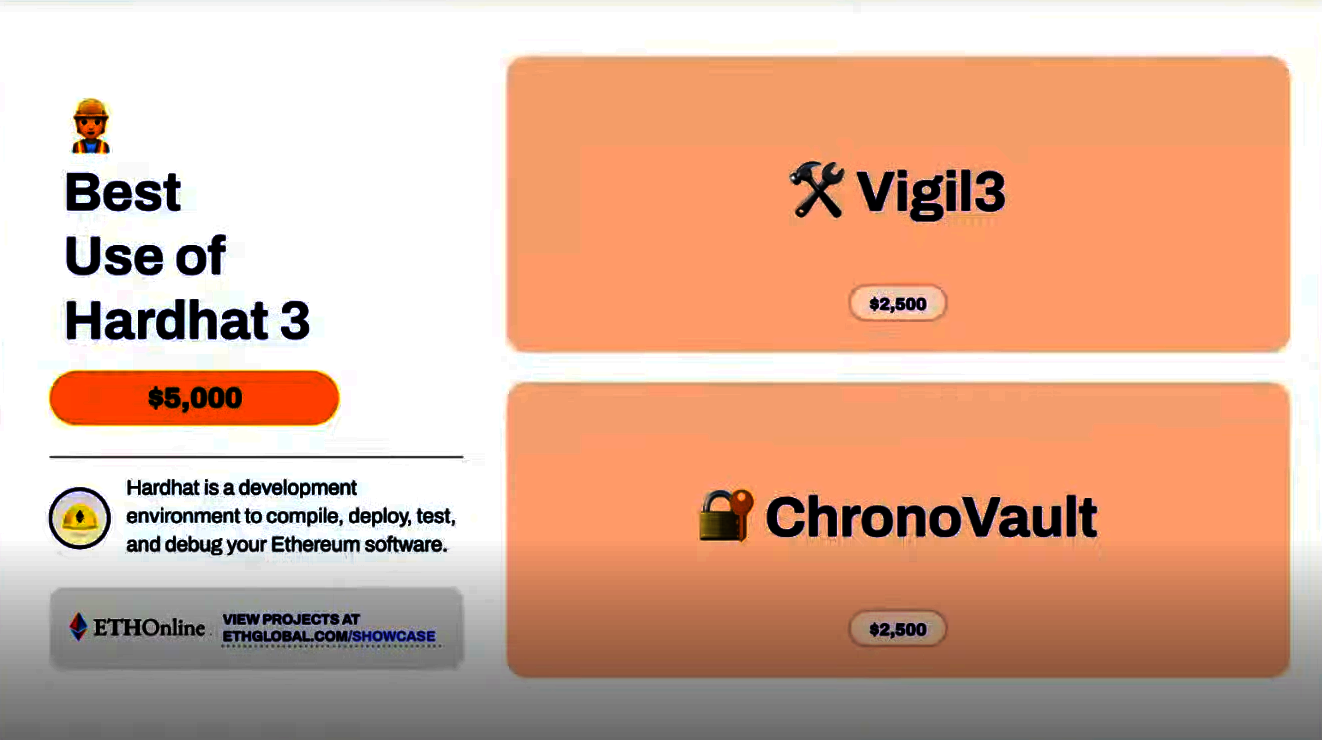 Best
Use of
Hardhat 3
$5,000
Hardhat is a development
environment to compile, deploy, test,
and debug your Ethereum software.
ETHOnline
VIEW PROJECTS AT
ETHGLOBAL.COM/SHOWCASE
Vigil3
$2,500
ChronoVault
$2,500